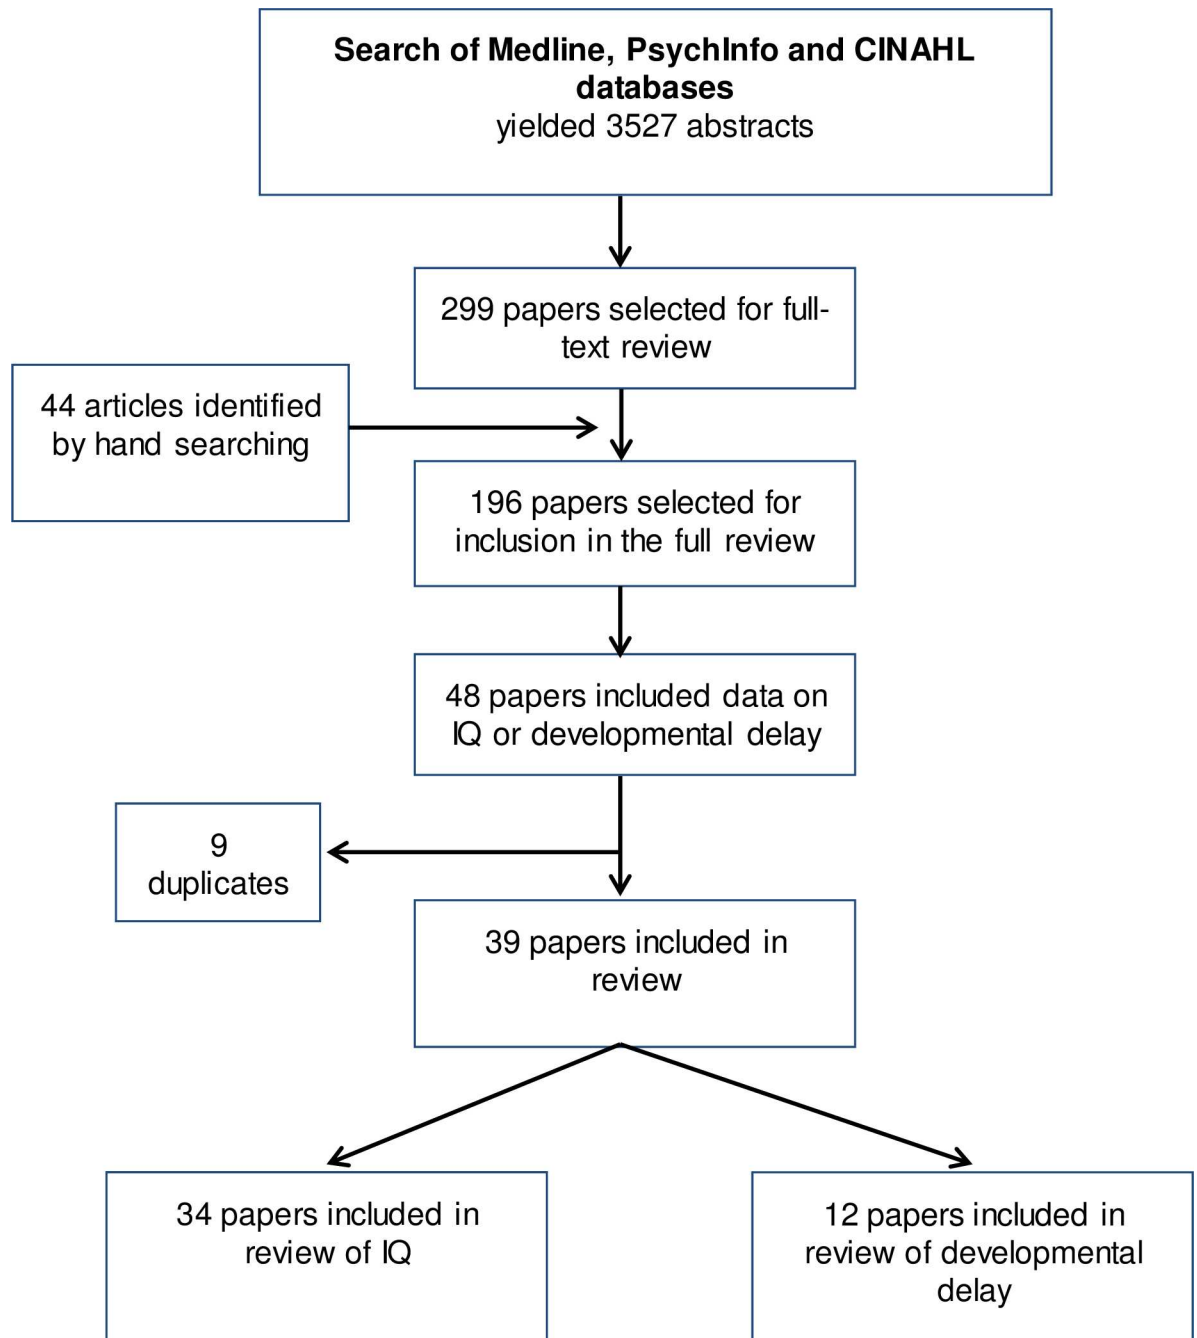 Search of Medline, PsychInfo and CINAHL
databases
yielded 3527 abstracts
299 papers selected for full-
text review
44 articles identified
by hand searching
196 papers selected for
inclusion in the full review
48 papers included data on
IQ or developmental delay
9
duplicates
39 papers included in
review
34 papers included in
review of IQ
12 papers included in
review of developmental
delay